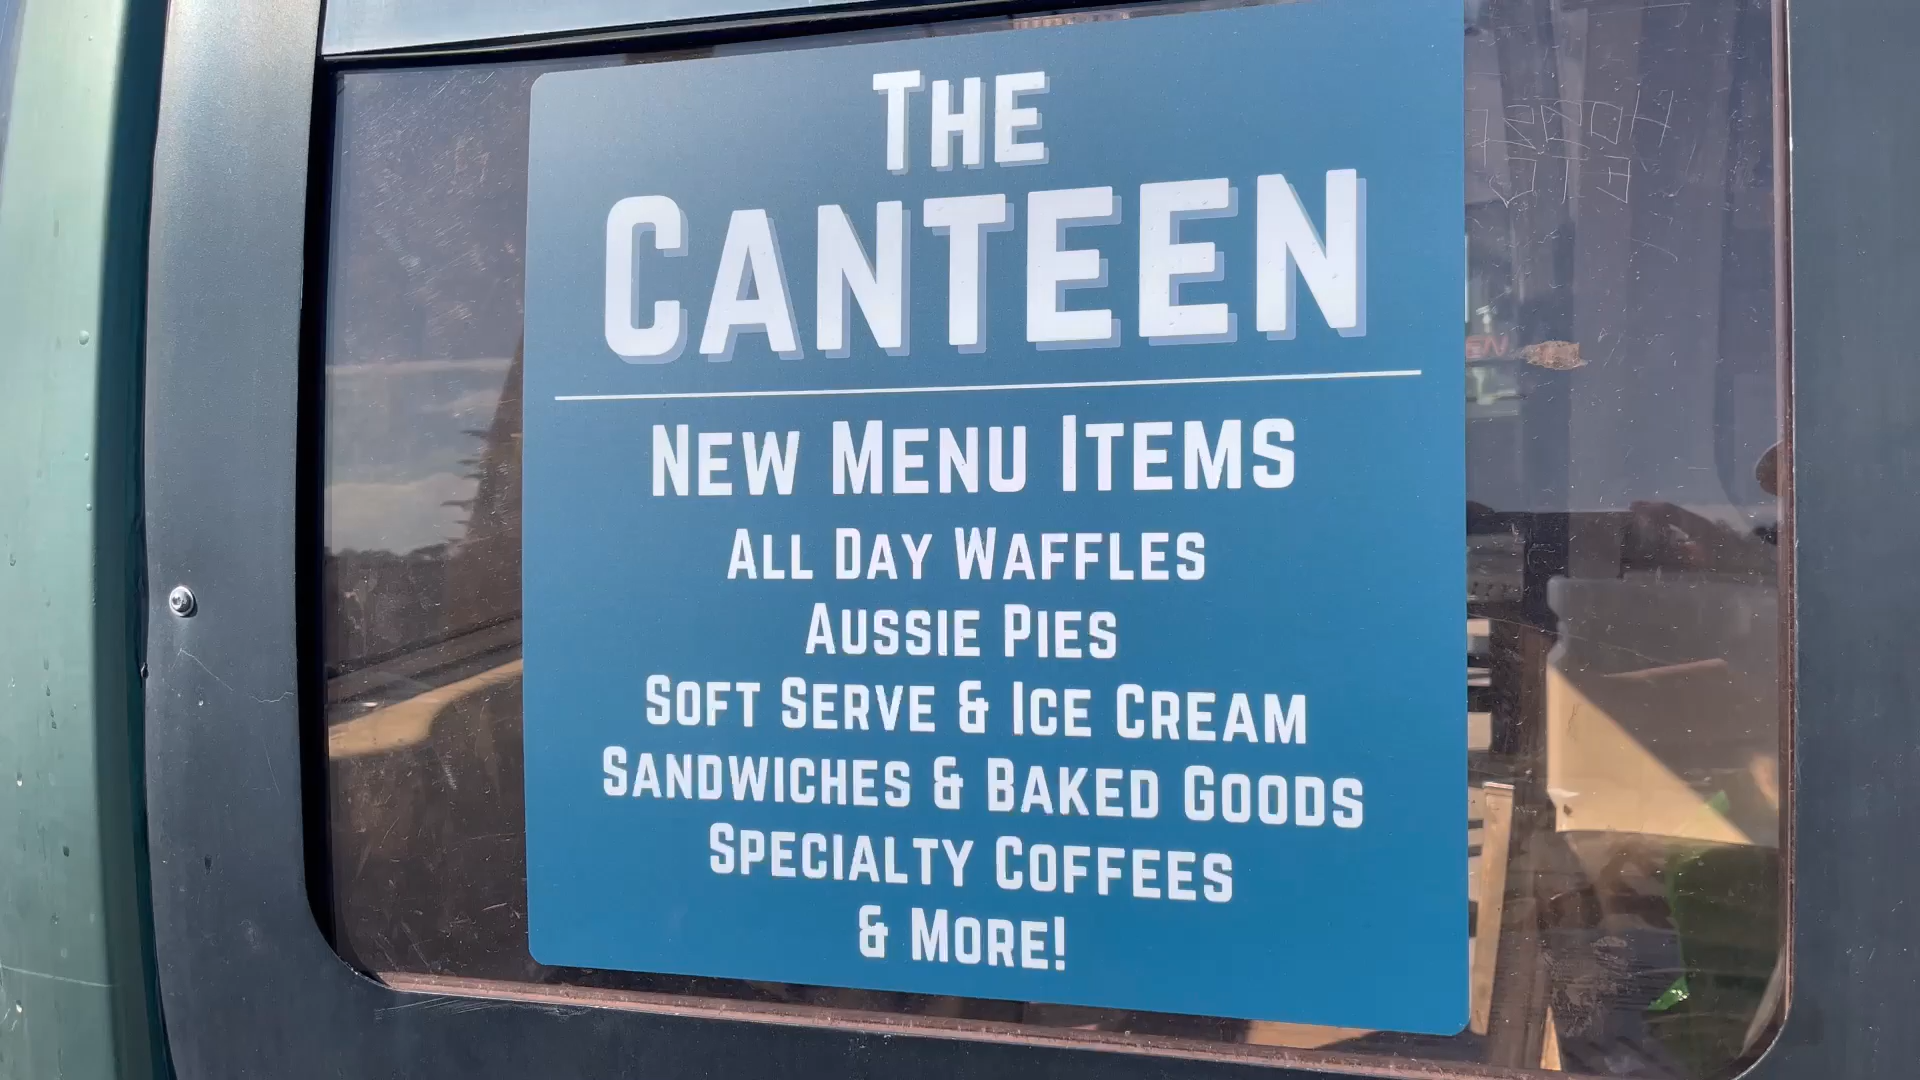 THE
CANTEEN
NEW MENU ITEMS
ALL DAY WAFFLES
AUSSIE PIES
SOFT SERVE & ICE CREAM
SANDWICHES & BAKED GOODS
SPECIALTY COFFEES
& MORE!